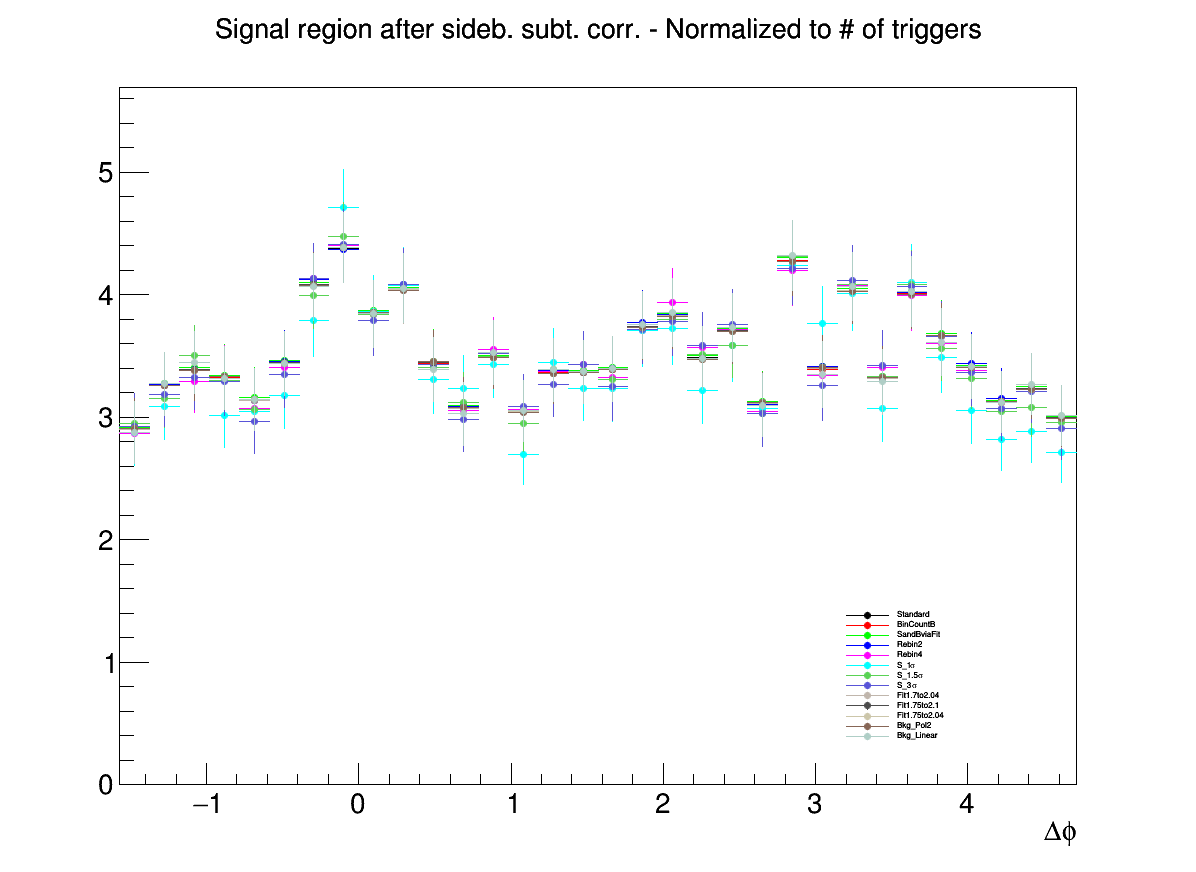 Signal region after sideb. subt. corr. - Normalized to # of triggers
5
4
3
2
1
0
−1 0 1 2 3 4
Δϕ
Standard
BinCountB
SandBviaFit
Rebin2
Rebin4
S_1σ
S_1.5σ
S_3σ
Fit1.7to2.04
Fit1.75to2.1
Fit1.75to2.04
Bkg_Pol2
Bkg_Linear